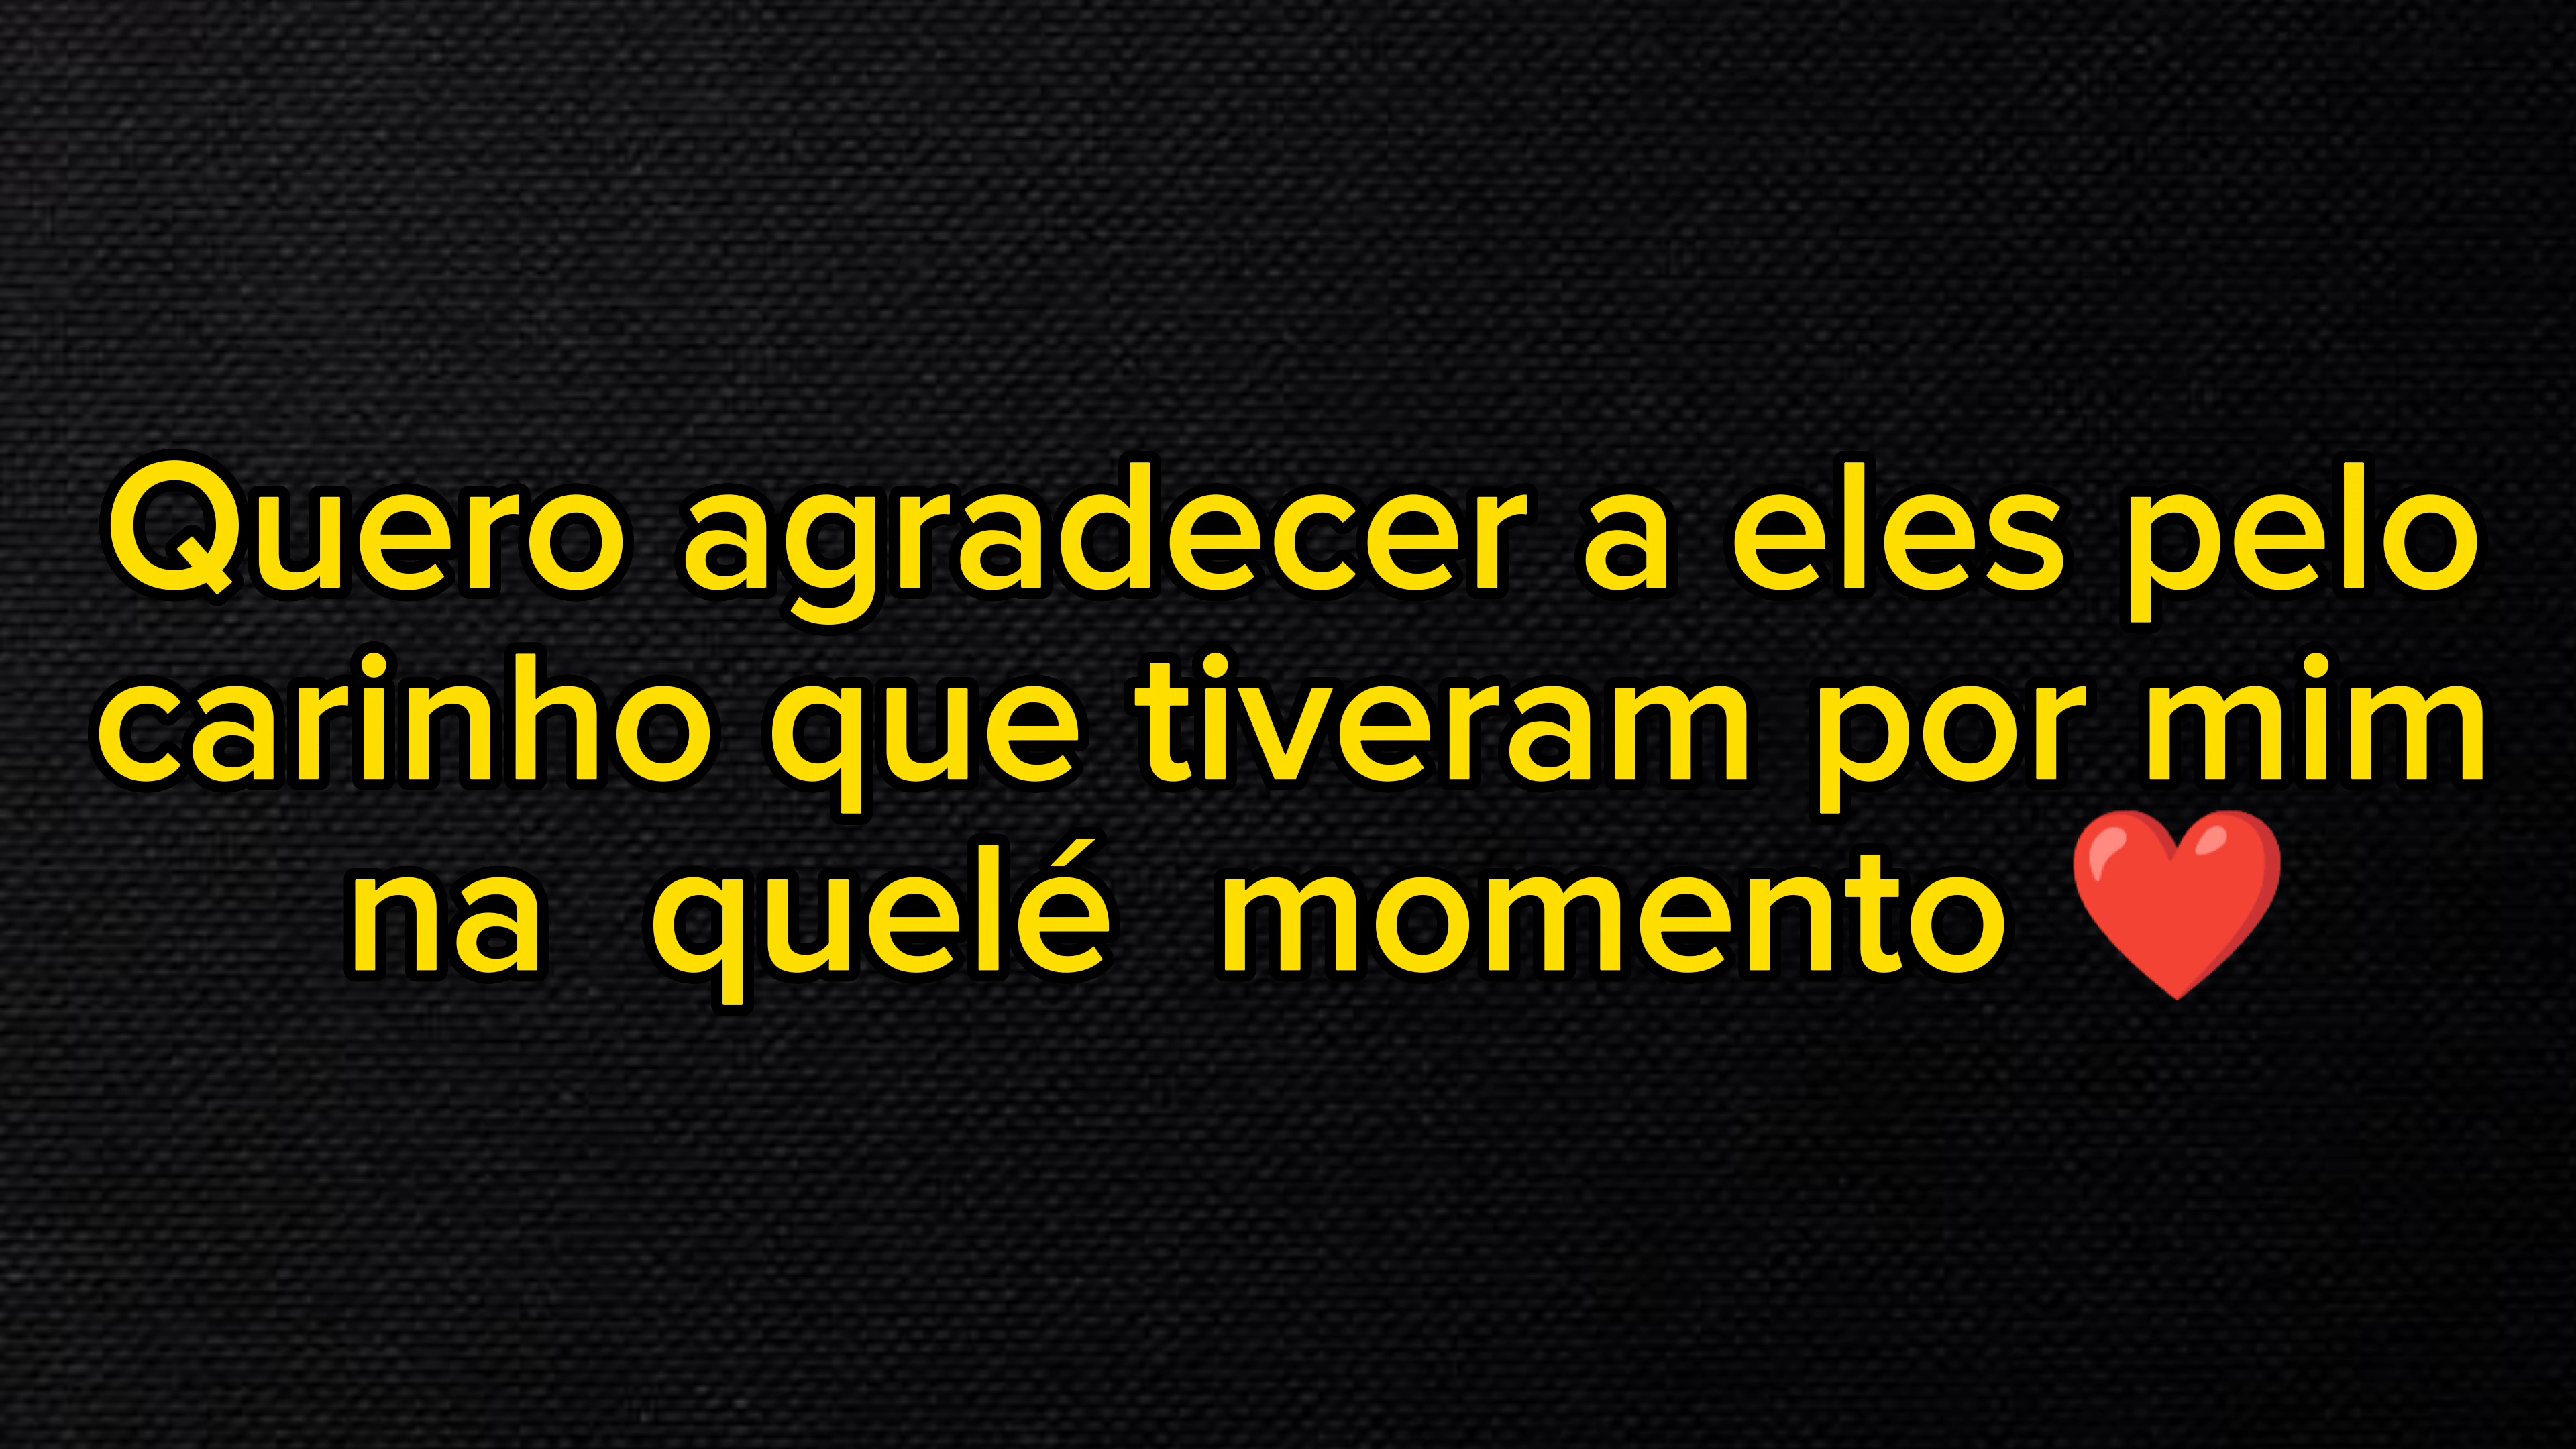 Quero agradecer a eles pelo
carinho que tiveram por mim
na quelé momento ❤️